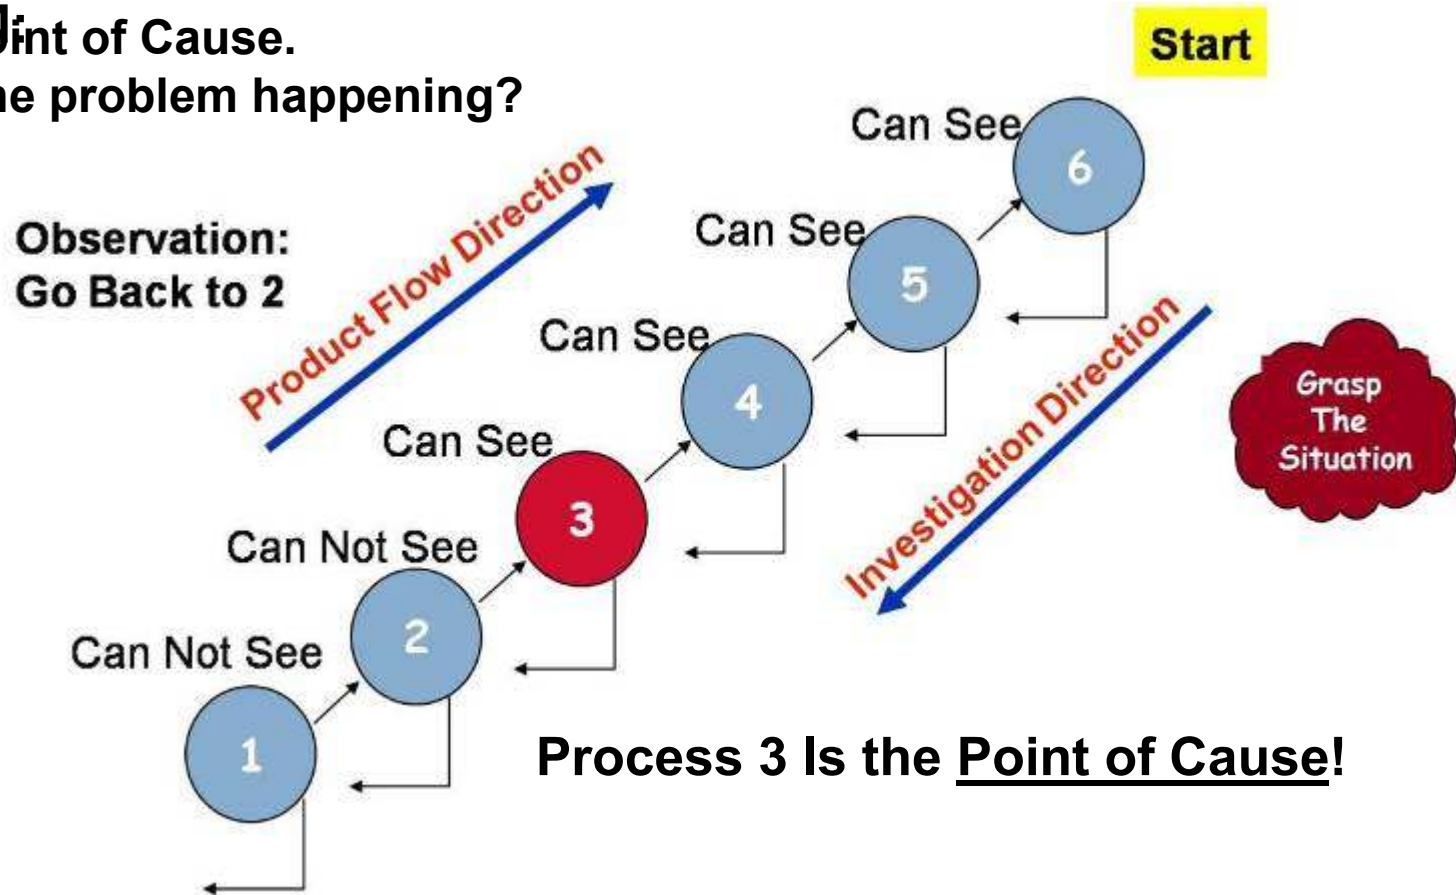 int of Cause.
e problem happening?
Start
Can See
6
Can See
5
Observation:
Go Back to 2
Product Flow Direction
Can See
4
Investigation Direction
Grasp
The
Situation
Can See
3
Can Not See
2
Can Not See
1
Process 3 Is the Point of Cause!